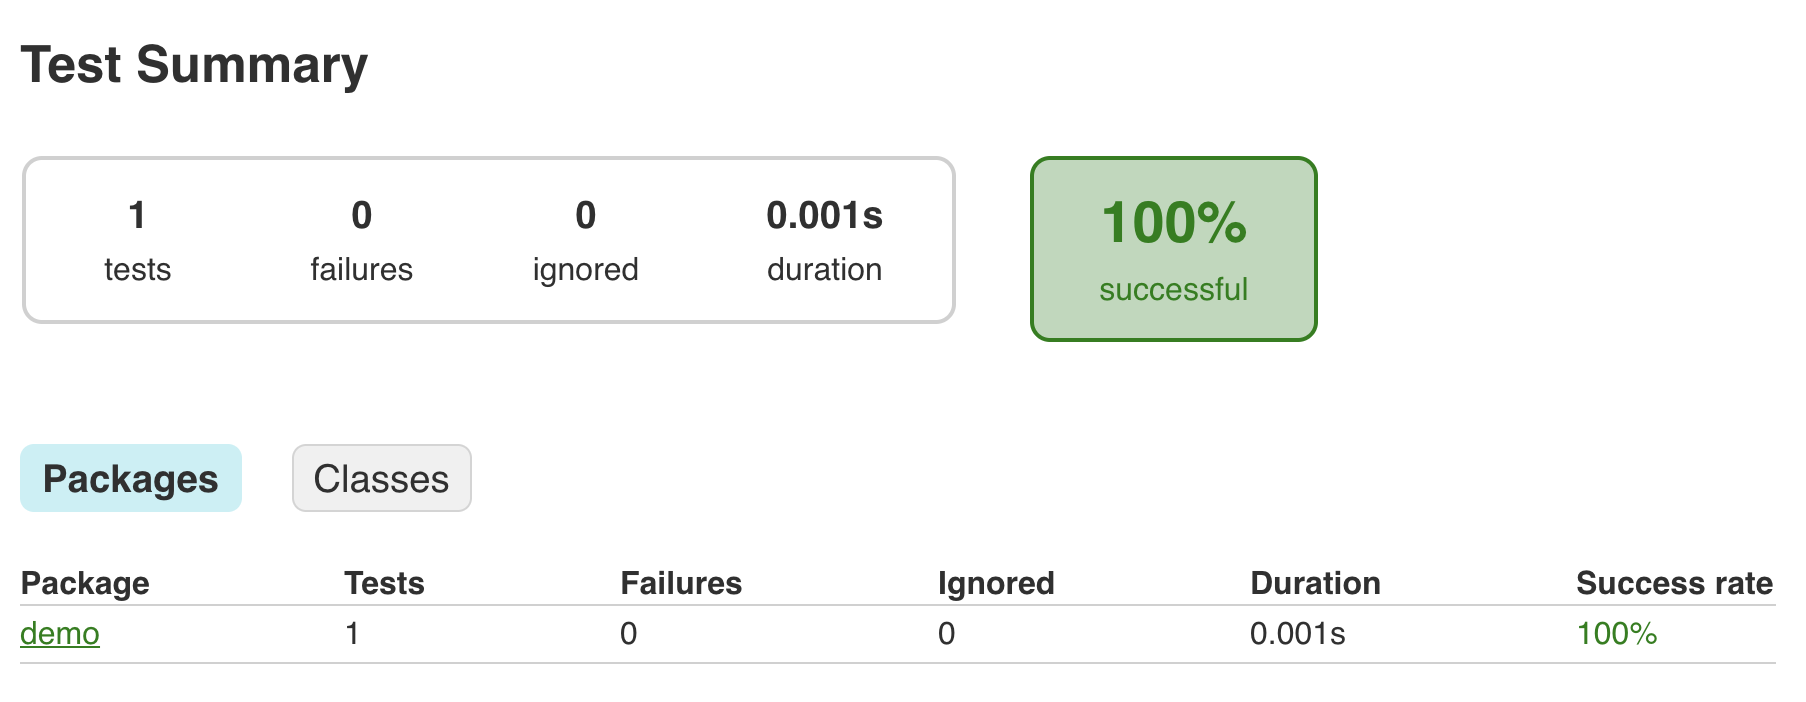 Test Summary
1 0 0 0.001s
tests failures ignored duration
100%
successful
Packages Classes
Package Tests Failures Ignored Duration Success rate
demo 1 0 0 0.001s 100%